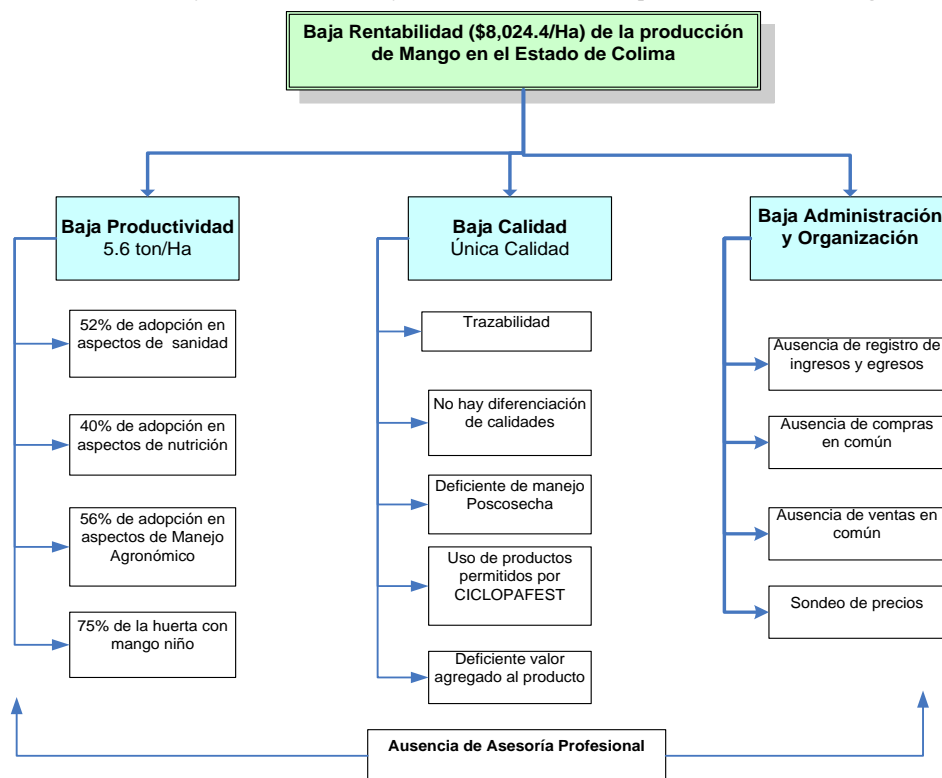 Baja Rentabilidad ($8,024.4/Ha) de la producción
de Mango en el Estado de Colima
Baja Productividad
5.6 ton/Ha
52% de adopción en
aspectos de sanidad
40% de adopción en
aspectos de nutrición
56% de adopción en
aspectos de Manejo
Agronómico
75% de la huerta con
mango niño
Baja Calidad
Única Calidad
Trazabilidad
No hay diferenciación
de calidades
Deficiente de manejo
Poscosecha
Uso de productos
permitidos por
CICLOPAFEST
Deficiente valor
agregado al producto
Baja Administración
y Organización
Ausencia de registro de
ingresos y egresos
Ausencia de compras
en común
Ausencia de ventas en
común
Sondeo de precios
Ausencia de Asesoría Profesional